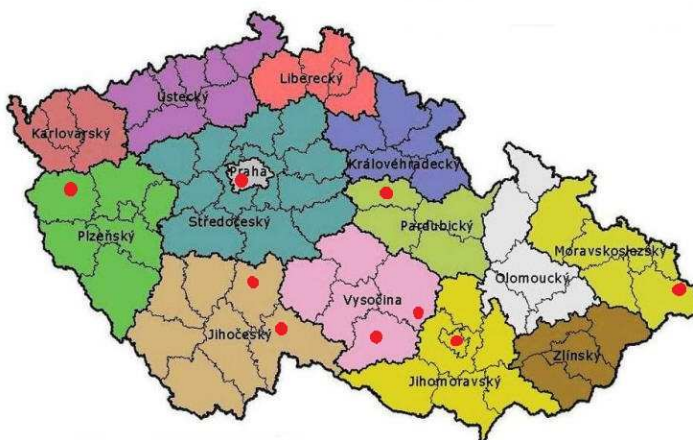 Liberecký
Ústecký
Karlovarský
Praha
Královéhradecký
Středočeský
Pardubický
Plzeňský
Moravskoslezský
Olomoucký
Vysočina
Jihočeský
Zlínský
Jihomoravský